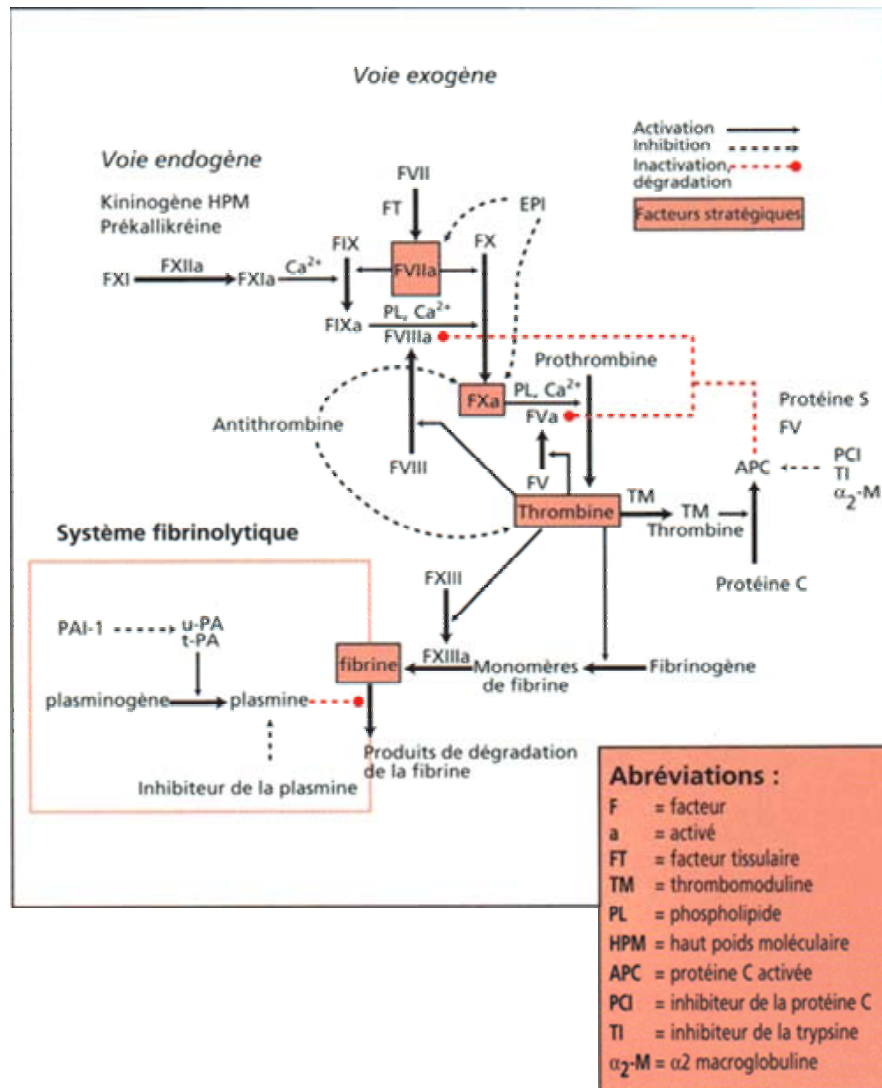 Voie exogène
Activation
Inhibition
Inactivation,
dégradation
Facteurs stratégiques
Voie endogène
Kininogène HPM
Prékallikréine
FVII
FT
EPI
FIX
FVIIa
FX
FXI
FXIIa
FXIa
Ca²⁺
FIXa
PL, Ca²⁺
FVIIIa
Prothrombine
FXa
PL, Ca²⁺
FVa
Protéine S
FV
Antithrombine
FVIII
FV
APC
PCI
TI
α₂-M
Thrombine
TM
TM
Thrombine
Protéine C
Système fibrinolytique
FXIII
PAI-1
u-PA
t-PA
fibrine
FXIIIa
Monomères
de fibrine
Fibrinogène
plasminogène
plasmine
Produits de dégradation
de la fibrine
Inhibiteur de la plasmine
Abréviations :
F = facteur
a = activé
FT = facteur tissulaire
TM = thrombomoduline
PL = phospholipide
HPM = haut poids moléculaire
APC = protéine C activée
PCI = inhibiteur de la protéine C
TI = inhibiteur de la trypsine
α₂-M = α2 macroglobuline